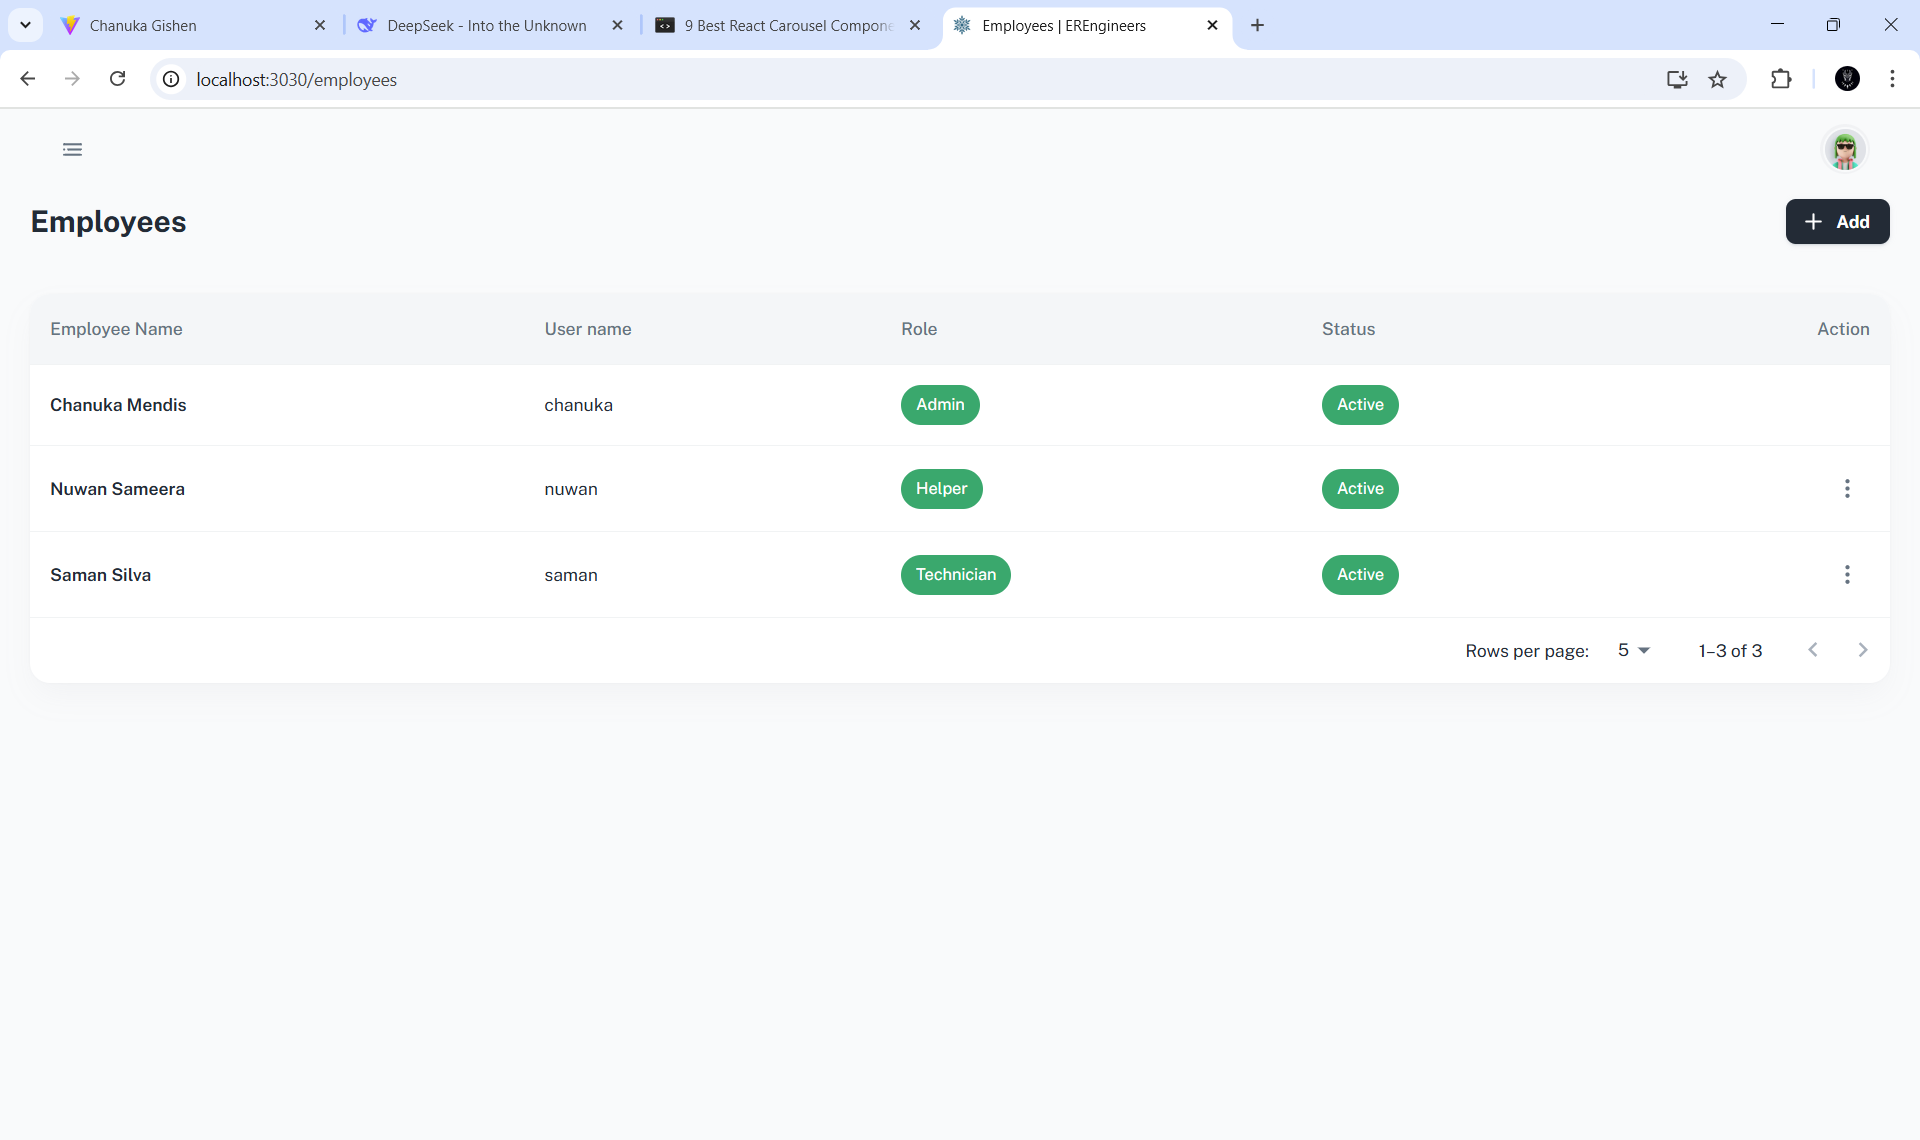 Chanuka Gishen
DeepSeek - Into the Unknown
9 Best React Carousel Compone
Employees | EREngineers
localhost:3030/employees
Employees
Add
Employee Name User name Role Status Action
Chanuka Mendis chanuka Admin Active
Nuwan Sameera nuwan Helper Active
Saman Silva saman Technician Active
Rows per page: 5 1–3 of 3